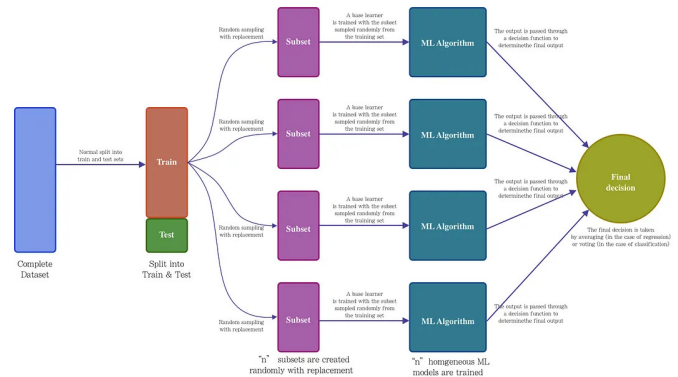 Random sampling
with replacement
Subset
A base learner
is trained with the subset
sampled randomly from
the training set
ML Algorithm
The output is passed through
a decision function to
determinethe final output
Random sampling
with replacement
Subset
A base learner
is trained with the subset
sampled randomly from
the training set
ML Algorithm
The output is passed through
a decision function to
determinethe final output
Normal split into
train and test sets
Train
Test
Final
decision
Random sampling
with replacement
Subset
A base learner
is trained with the subset
sampled randomly from
the training set
ML Algorithm
The output is passed through
a decision function to
determinethe final output
The final decision is taken
by averaging (in the case of regression)
or voting (in the case of classification)
Complete
Dataset
Split into
Train & Test
Random sampling
with replacement
Subset
A base learner
is trained with the subset
sampled randomly from
the training set
ML Algorithm
The output is passed through
a decision function to
determinethe final output
“n” subsets are created
randomly with replacement
“n” homgeneous ML
models are trained